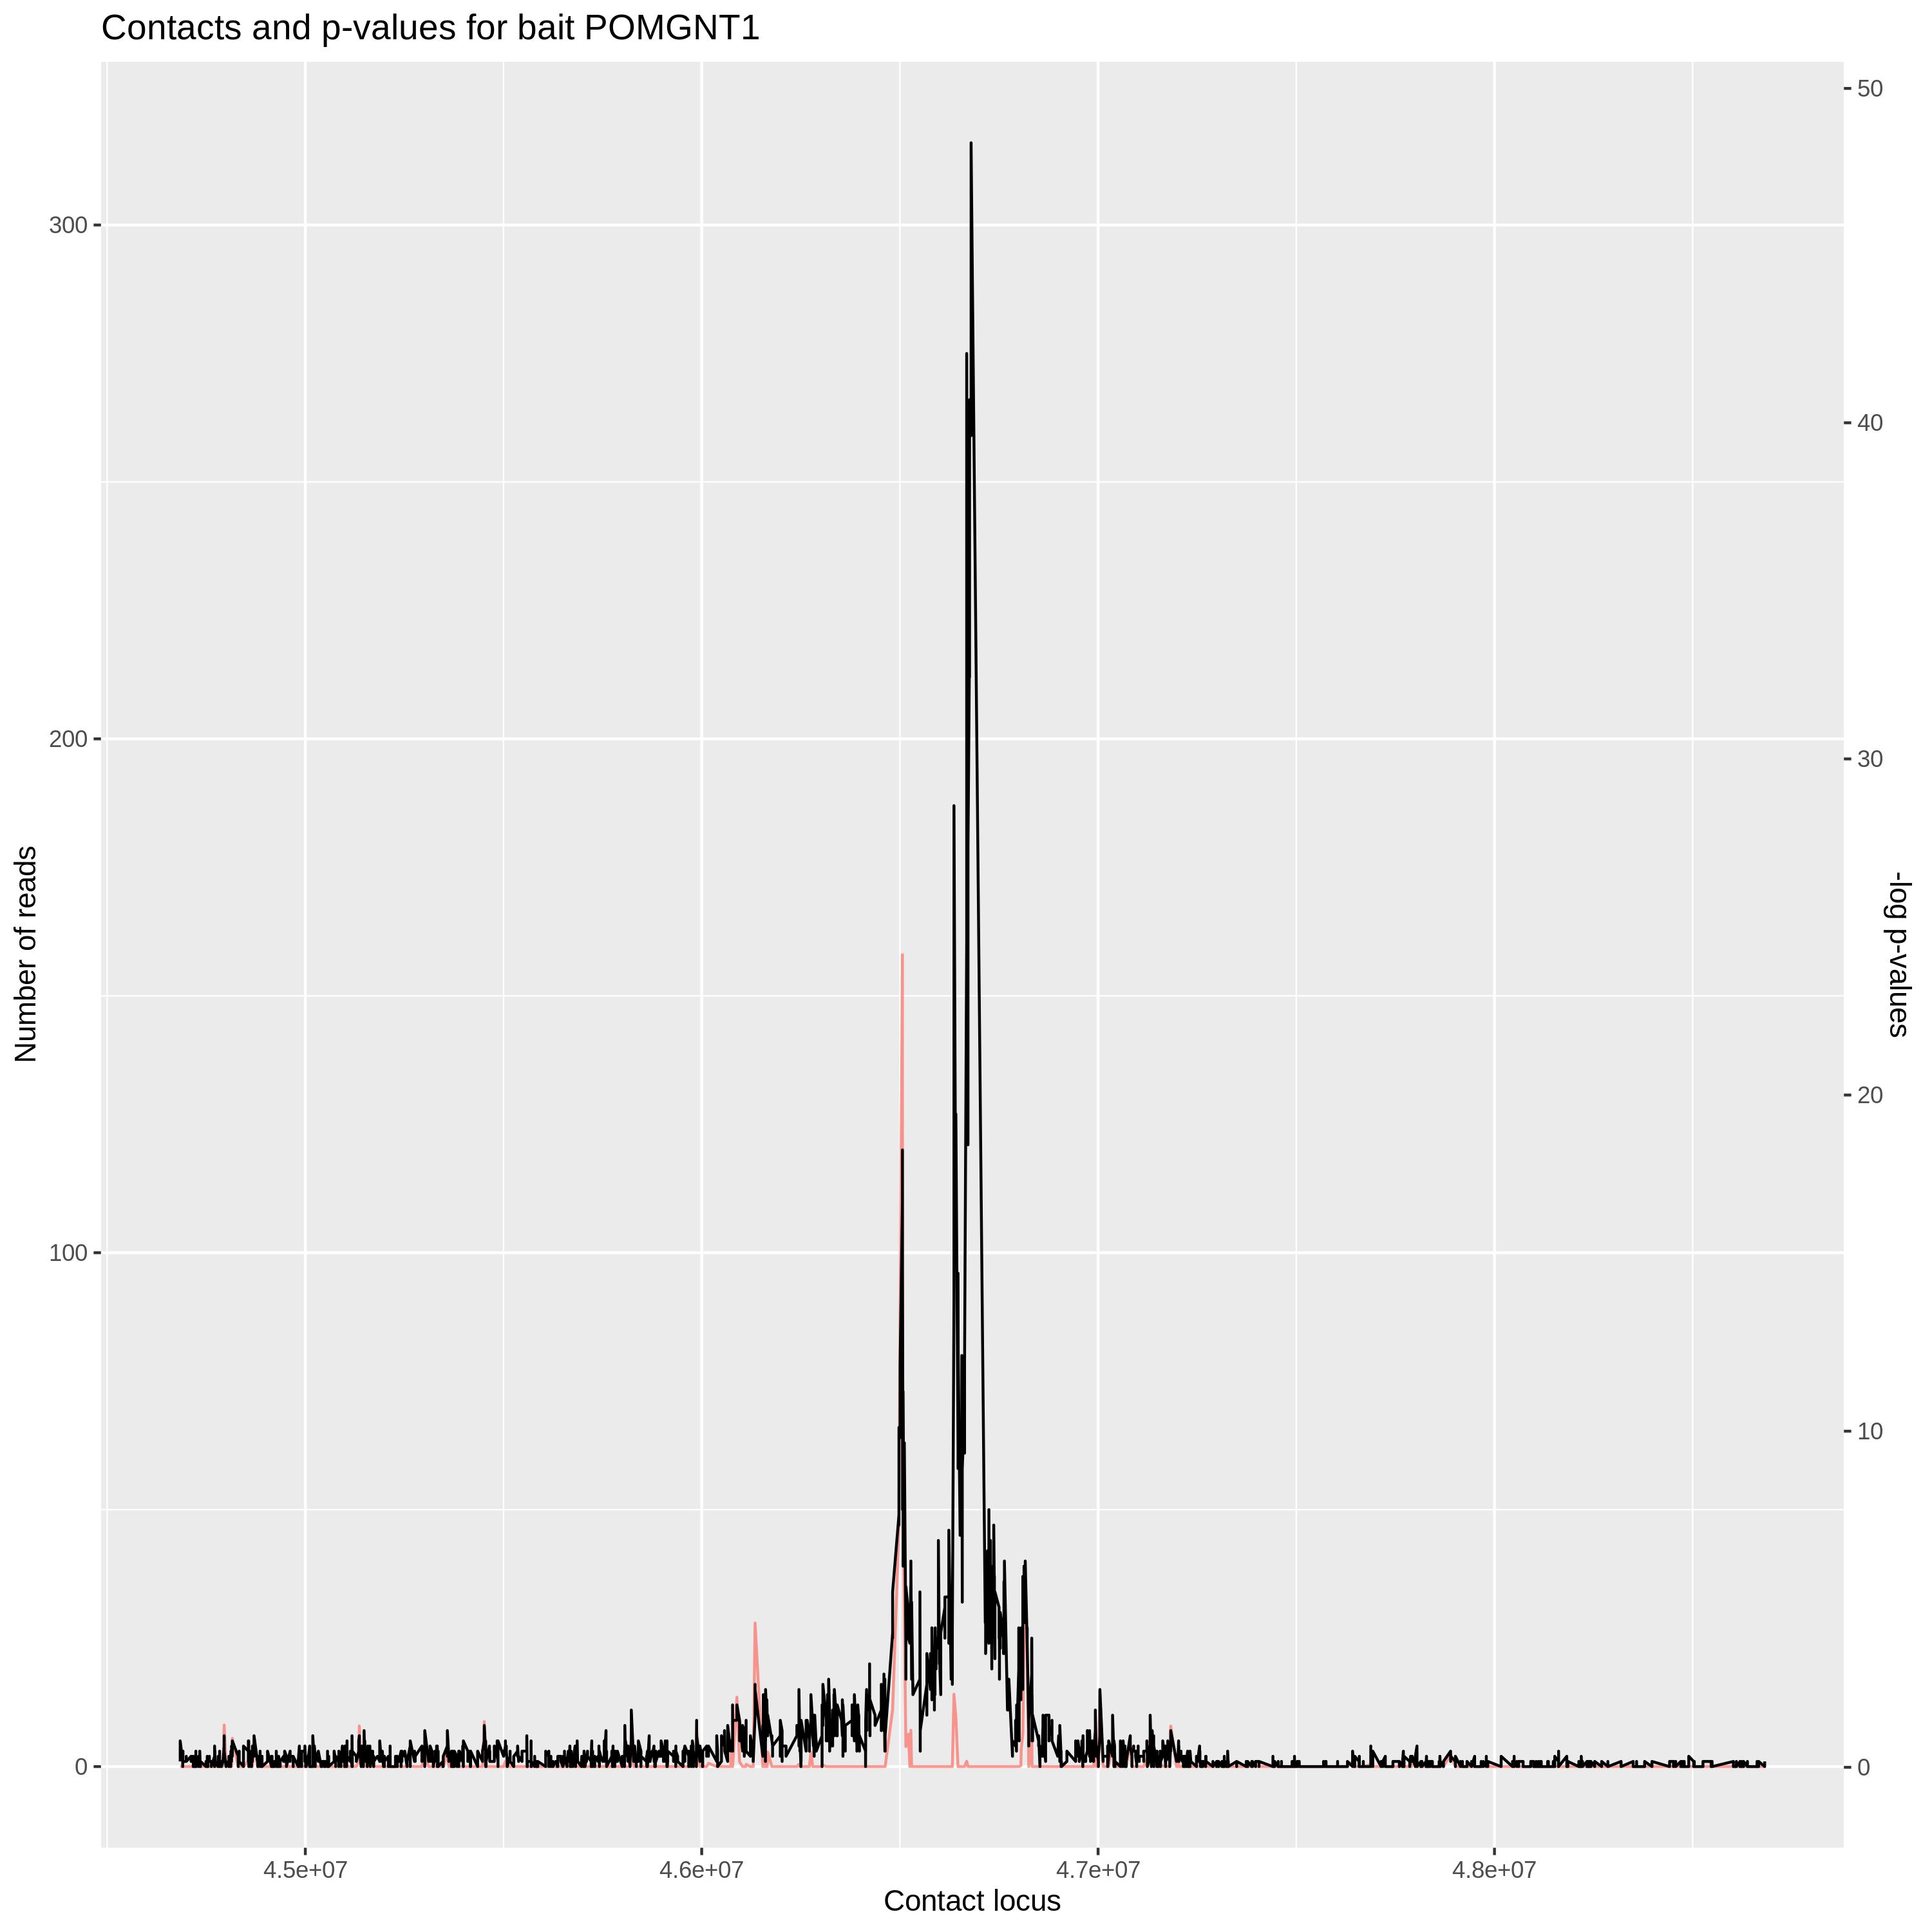 Contacts and p-values for bait POMGNT1
Number of reads
300
200
100
0
50
40
30
20
10
0
-log p-values
4.5e+07
4.6e+07
4.7e+07
4.8e+07
Contact locus